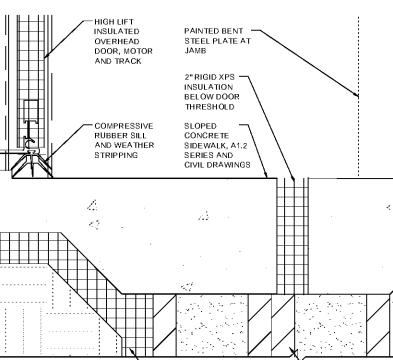 HIGH LIFT
INSULATED
OVERHEAD
DOOR, MOTOR
AND TRACK
PAINTED BENT
STEEL PLATE AT
JAMB
2" RIGID XPS
INSULATION
BELOW DOOR
THRESHOLD
COMPRESSIVE
RUBBER SILL
AND WEATHER
STRIPPING
SLOPED
CONCRETE
SIDEWALK, A1.2
SERIES AND
CIVIL DRAWINGS